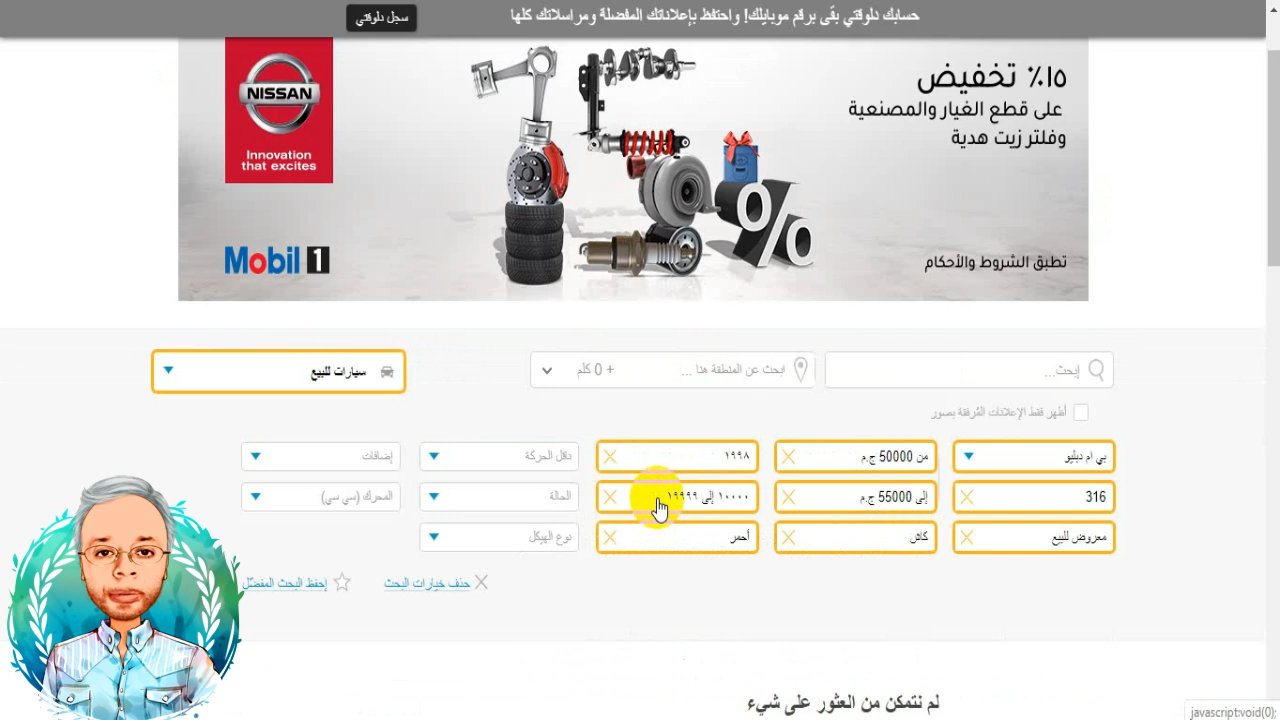 حسابك دلوقتي بقى برقم موبايلك! واحتفظ بإعلاناتك المفضلة ومراسلاتك كلها
سجل دلوقتي
NISSAN
Innovation
that excites
Mobil 1
١٥٪ تخفيض
على قطع الغيار والمصنعية
وفلتر زيت هدية
%
تطبق الشروط والأحكام
إبحث...
ابحث عن المنطقة هنا ...
+ 0 كلم
سيارات للبيع
أظهر فقط الإعلانات المُرفقة بصور
بي ام دبليو
من 50000 ج.م
١٩٩٨
ناقل الحركة
إضافات
316
إلى 55000 ج.م
١٠٠٠٠ إلى ١٩٩٩٩
الحالة
المحرك (سي سي)
معروض للبيع
كاش
أحمر
نوع الهيكل
حذف خيارات البحث
إحفظ البحث المفضّل
لم نتمكن من العثور على شيء
javascript:void(0);